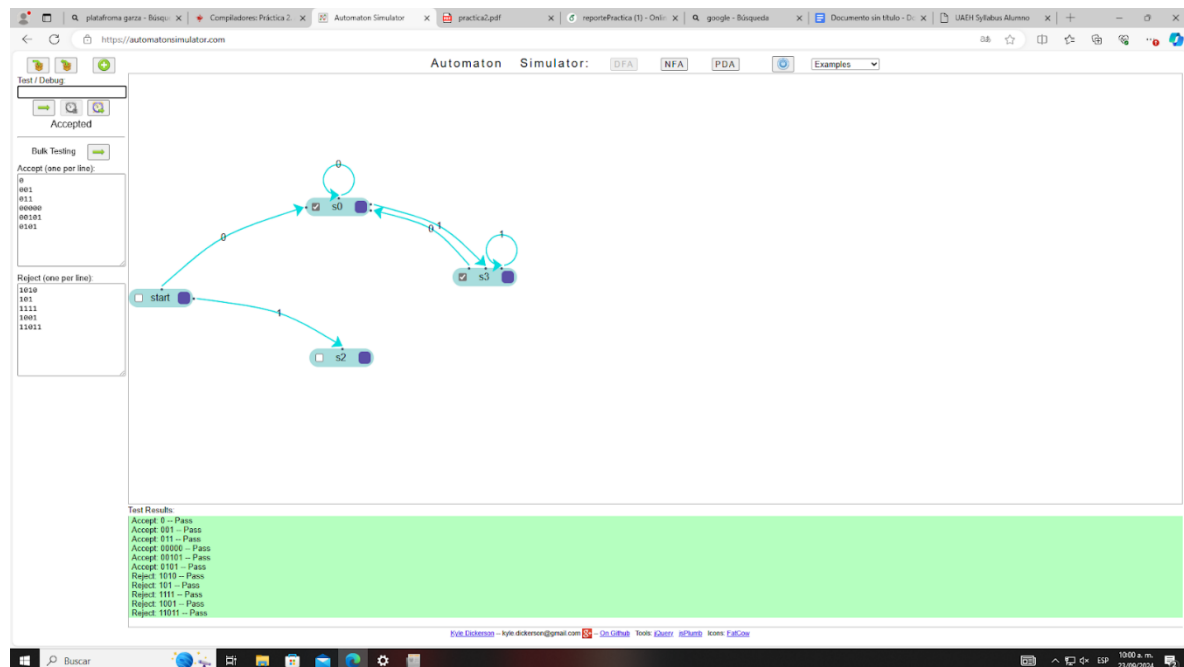 plataforma garza - Búsqu
Compiladores: Práctica 2.
Automaton Simulator
practica2.pdf
reportePractica (1) - Onlin
google - Búsqueda
Documento sin título - Do
UAEH Syllabus Alumno
https://automatonsimulator.com
Automaton Simulator:
DFA
NFA
PDA
Examples
Test / Debug:
Accepted
Bulk Testing
Accept (one per line):
0
001
011
00000
00101
0101
Reject (one per line):
1010
101
1111
1001
11011
0
s0
0
0
1
1
s3
start
1
s2
Test Results:
Accept: 0 -- Pass
Accept: 001 -- Pass
Accept: 011 -- Pass
Accept: 00000 -- Pass
Accept: 00101 -- Pass
Accept: 0101 -- Pass
Reject: 1010 -- Pass
Reject: 101 -- Pass
Reject: 1111 -- Pass
Reject: 1001 -- Pass
Reject: 11011 -- Pass
Kyle Dickerson -- kyle.dickerson@gmail.com -- On Github Tools: jQuery jsPlumb Icons: FatCow
Buscar
ESP
10:00 a. m.
23/09/2024